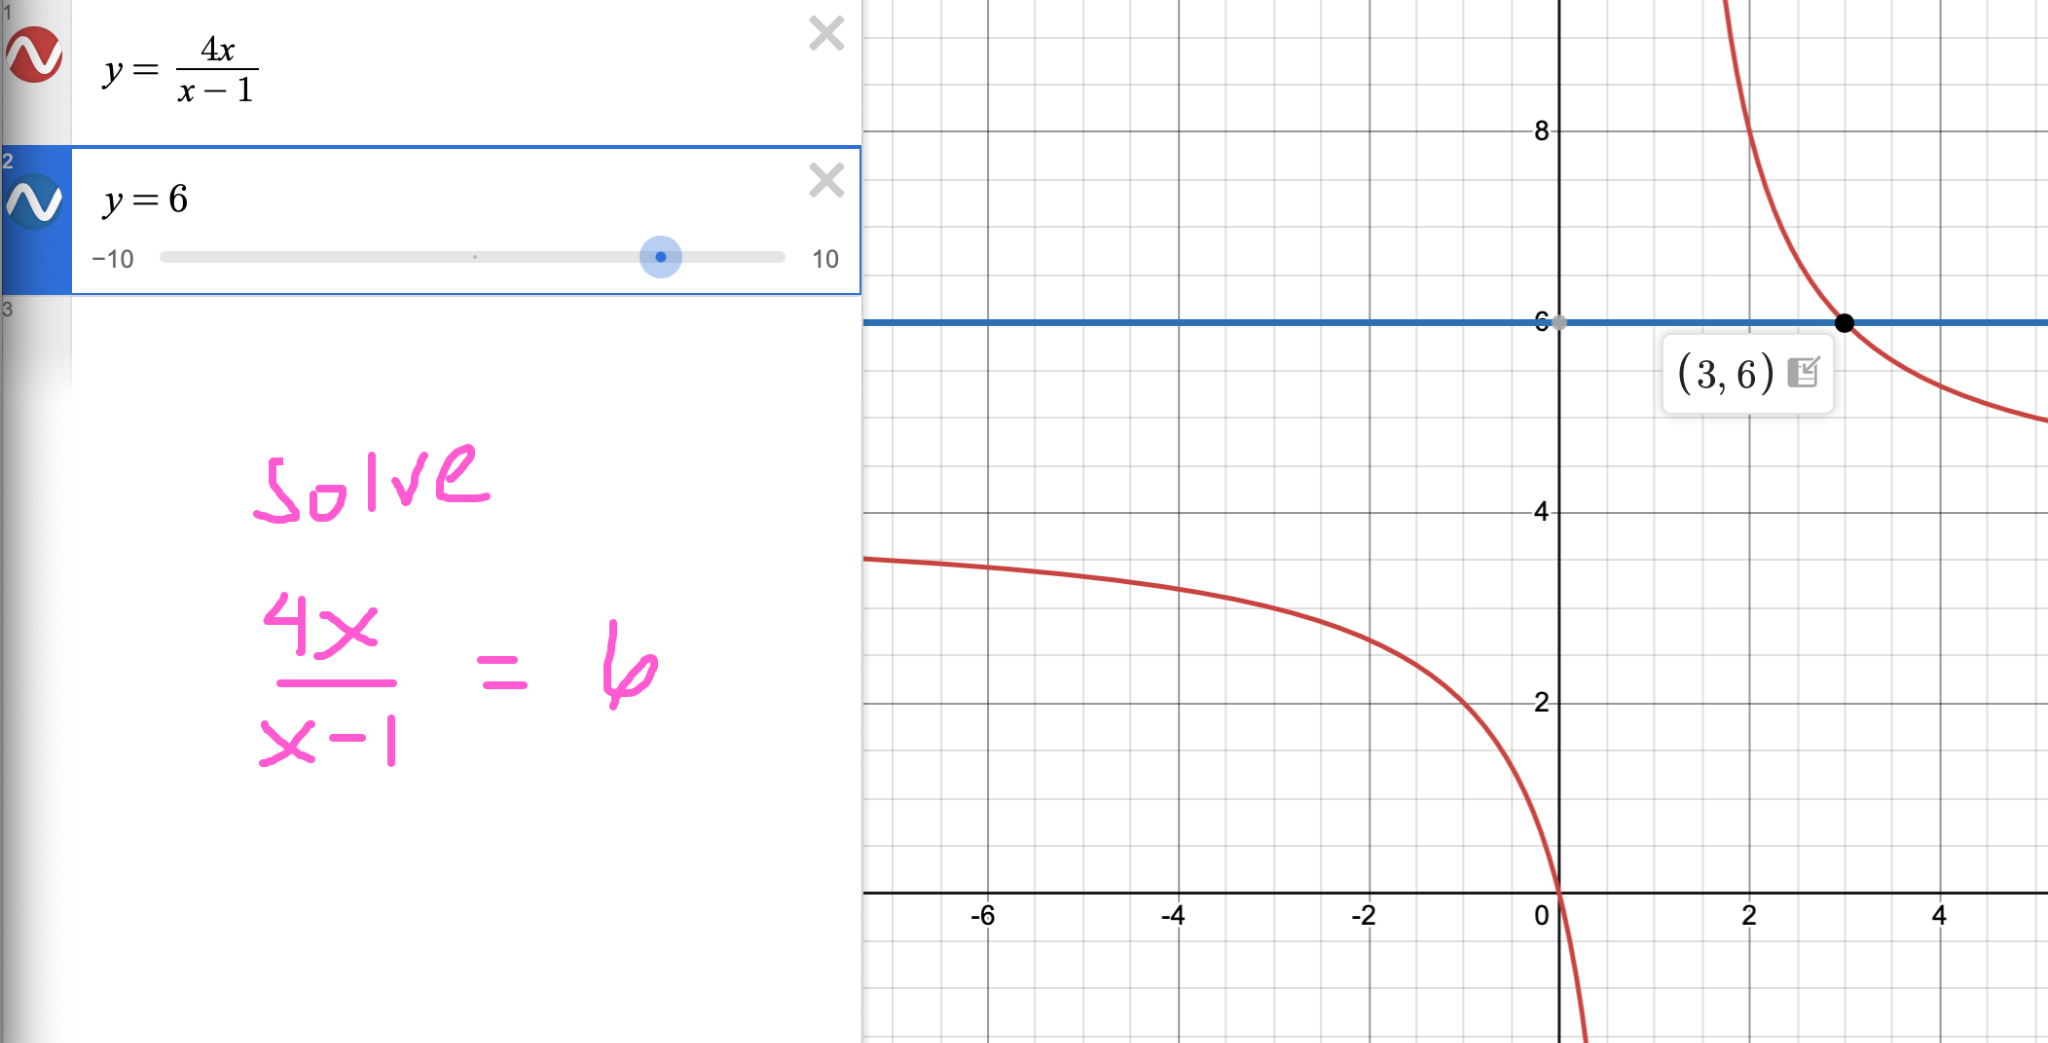 1
y = 4x / (x − 1)
2
y = 6
−10 10
3
solve
4x / (x − 1) = 6
8
6
(3, 6)
4
2
-6 -4 -2 0 2 4